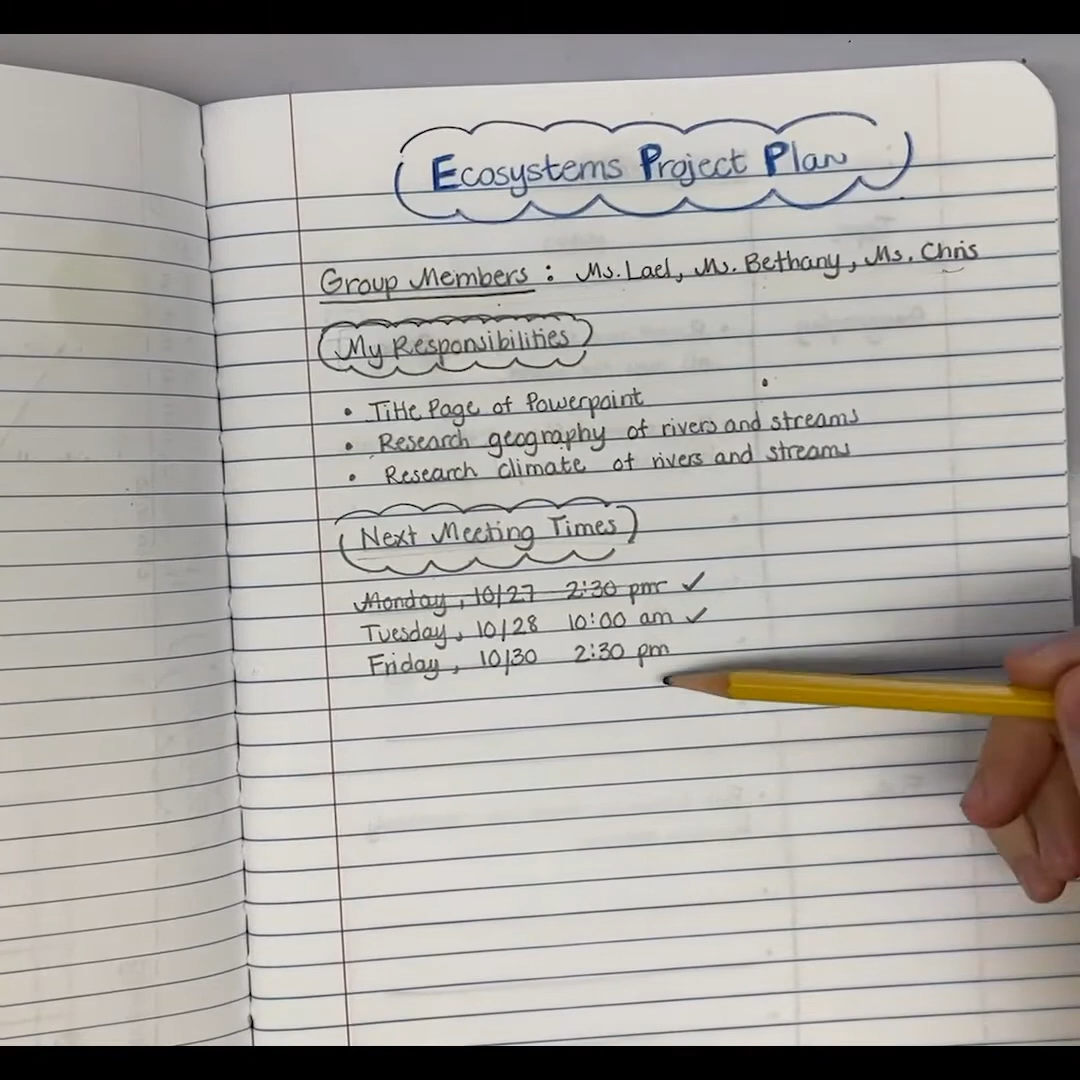 Ecosystems Project Plan
Group Members : Ms. Lael, Ms. Bethany, Ms. Chris
My Responsibilities
• Title Page of Powerpoint
• Research geography of rivers and streams
• Research climate of rivers and streams
Next Meeting Times
Monday, 10/27 2:30 pm ✓
Tuesday, 10/28 10:00 am ✓
Friday, 10/30 2:30 pm